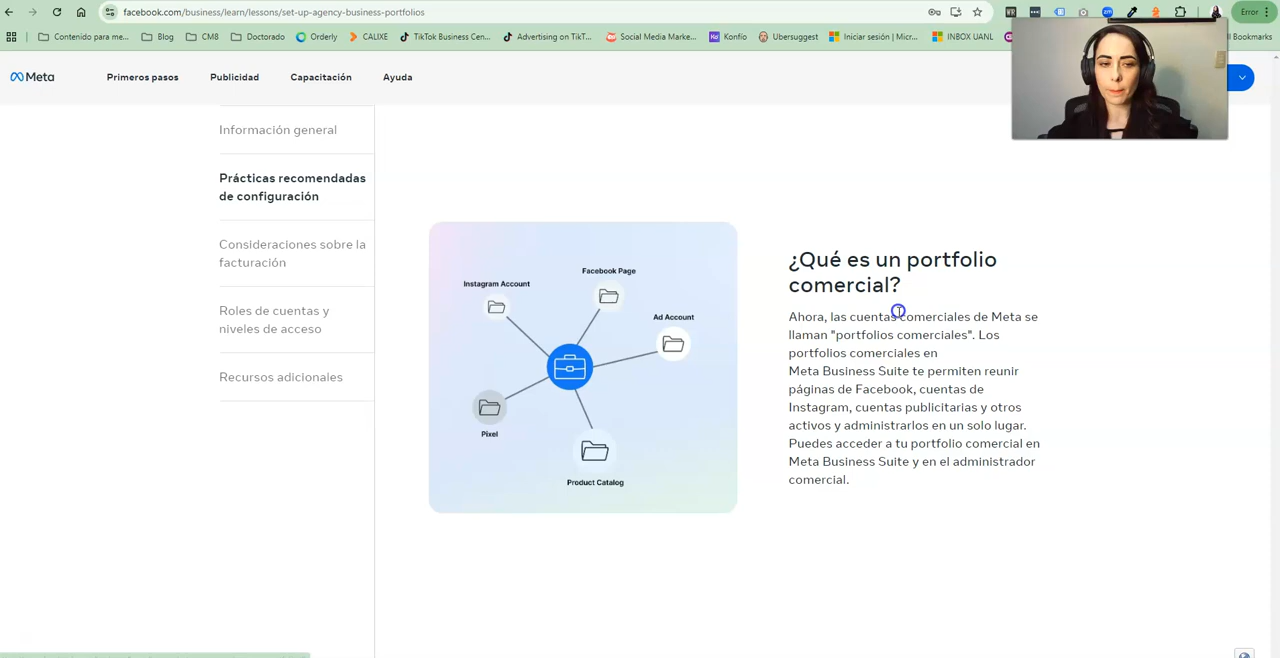 facebook.com/business/learn/lessons/set-up-agency-business-portfolios
Error
Contenido para me...
Blog
CM8
Doctorado
Orderly
CALIXE
TikTok Business Cen...
Advertising on TikT...
Social Media Marke...
Konfío
Ubersuggest
Iniciar sesión | Micr...
INBOX UANL
ll Bookmarks
Meta
Primeros pasos
Publicidad
Capacitación
Ayuda
Información general
Prácticas recomendadas
de configuración
Consideraciones sobre la
facturación
Roles de cuentas y
niveles de acceso
Recursos adicionales
Instagram Account
Facebook Page
Ad Account
Pixel
Product Catalog
¿Qué es un portfolio
comercial?
Ahora, las cuentas comerciales de Meta se
llaman "portfolios comerciales". Los
portfolios comerciales en
Meta Business Suite te permiten reunir
páginas de Facebook, cuentas de
Instagram, cuentas publicitarias y otros
activos y administrarlos en un solo lugar.
Puedes acceder a tu portfolio comercial en
Meta Business Suite y en el administrador
comercial.